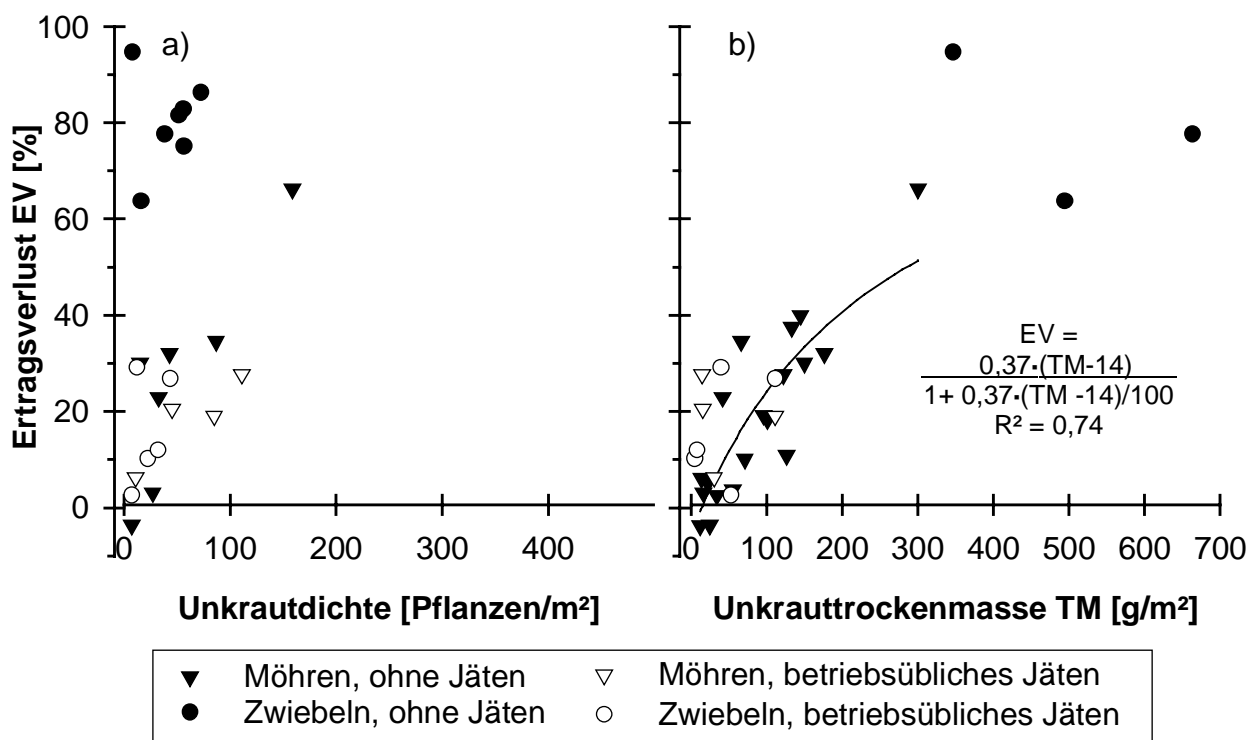 a)
b)
Ertragsverlust EV [%]
100
80
60
40
20
0
0 100 200 300 400
0 100 200 300 400 500 600 700
EV =
0,37·(TM-14)
1+ 0,37·(TM -14)/100
R² = 0,74
Unkrautdichte [Pflanzen/m²]
Unkrauttrockenmasse TM [g/m²]
Möhren, ohne Jäten
Möhren, betriebsübliches Jäten
Zwiebeln, ohne Jäten
Zwiebeln, betriebsübliches Jäten